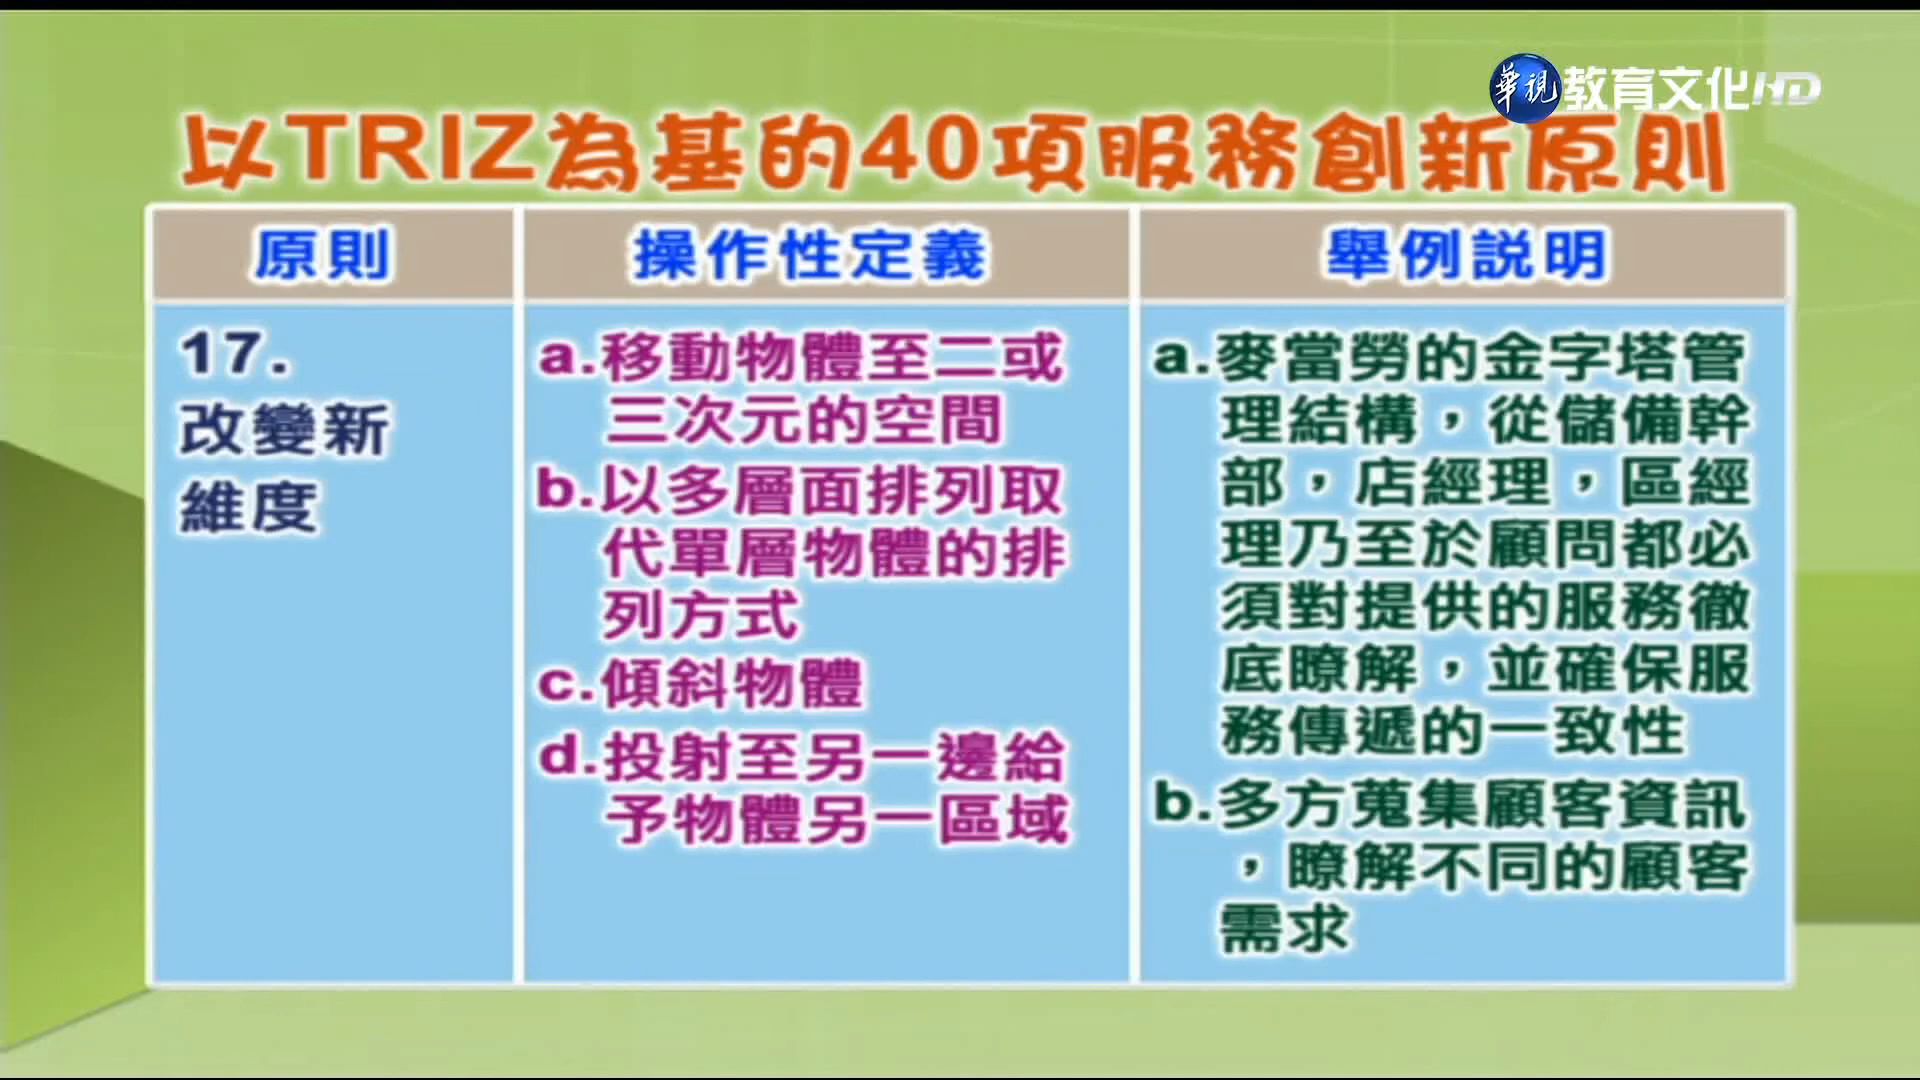 華視 教育文化HD
以TRIZ為基的40項服務創新原則
原則
操作性定義
舉例説明
17.
改變新
維度
a.移動物體至二或
三次元的空間
b.以多層面排列取
代單層物體的排
列方式
c.傾斜物體
d.投射至另一邊給
予物體另一區域
a.麥當勞的金字塔管
理結構，從儲備幹
部，店經理，區經
理乃至於顧問都必
須對提供的服務徹
底瞭解，並確保服
務傳遞的一致性
b.多方蒐集顧客資訊
，瞭解不同的顧客
需求